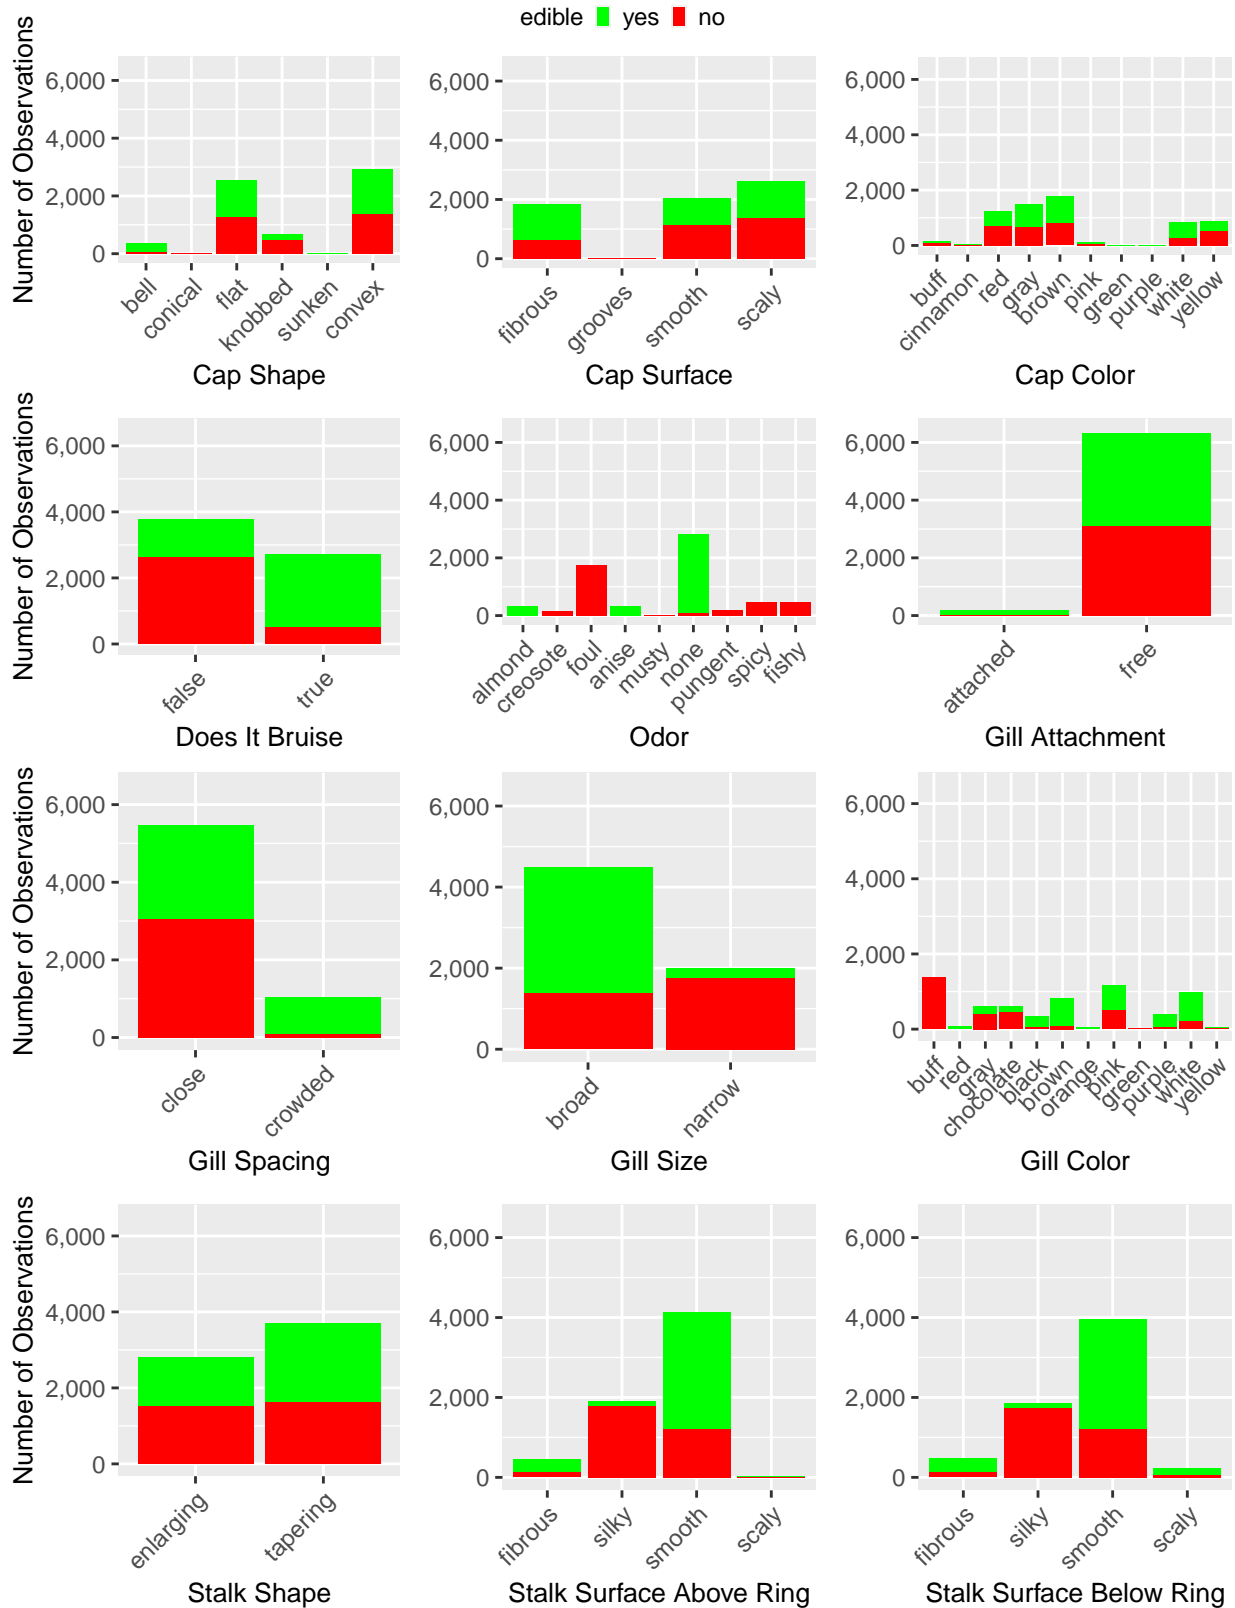 edible yes no
Number of Observations
6,000
4,000
2,000
0
bell
conical
flat
knobbed
sunken
convex
Cap Shape
6,000
4,000
2,000
0
fibrous
grooves
smooth
scaly
Cap Surface
6,000
4,000
2,000
0
buff
cinnamon
red
gray
brown
pink
green
purple
white
yellow
Cap Color
Number of Observations
6,000
4,000
2,000
0
false
true
Does It Bruise
6,000
4,000
2,000
0
almond
creosote
foul
anise
musty
none
pungent
spicy
fishy
Odor
6,000
4,000
2,000
0
attached
free
Gill Attachment
Number of Observations
6,000
4,000
2,000
0
close
crowded
Gill Spacing
6,000
4,000
2,000
0
broad
narrow
Gill Size
6,000
4,000
2,000
0
buff
red
gray
chocolate
black
brown
orange
pink
green
purple
white
yellow
Gill Color
Number of Observations
6,000
4,000
2,000
0
enlarging
tapering
Stalk Shape
6,000
4,000
2,000
0
fibrous
silky
smooth
scaly
Stalk Surface Above Ring
6,000
4,000
2,000
0
fibrous
silky
smooth
scaly
Stalk Surface Below Ring